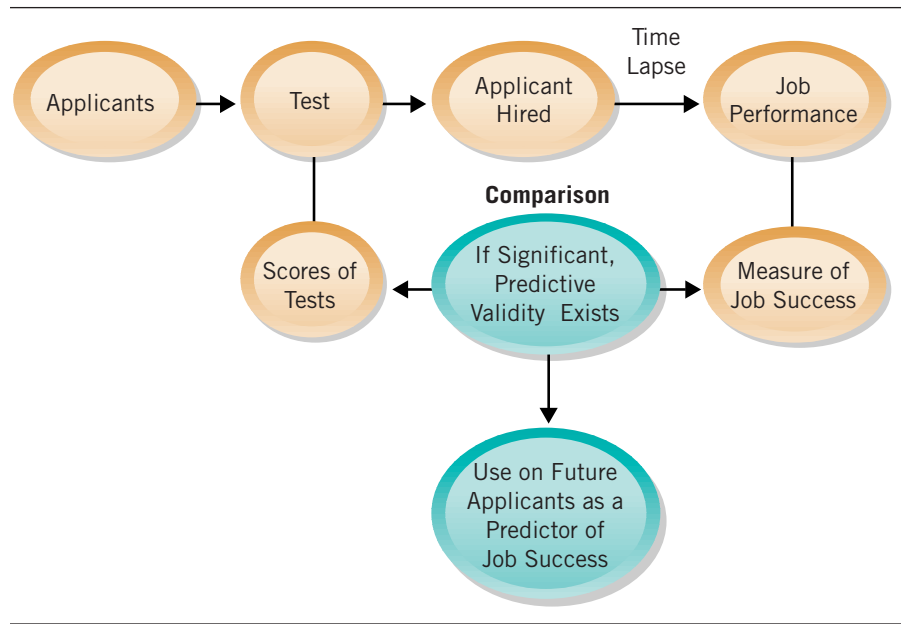 Applicants
Test
Applicant
Hired
Time
Lapse
Job
Performance
Comparison
Scores of
Tests
If Significant,
Predictive
Validity Exists
Measure of
Job Success
Use on Future
Applicants as a
Predictor of
Job Success